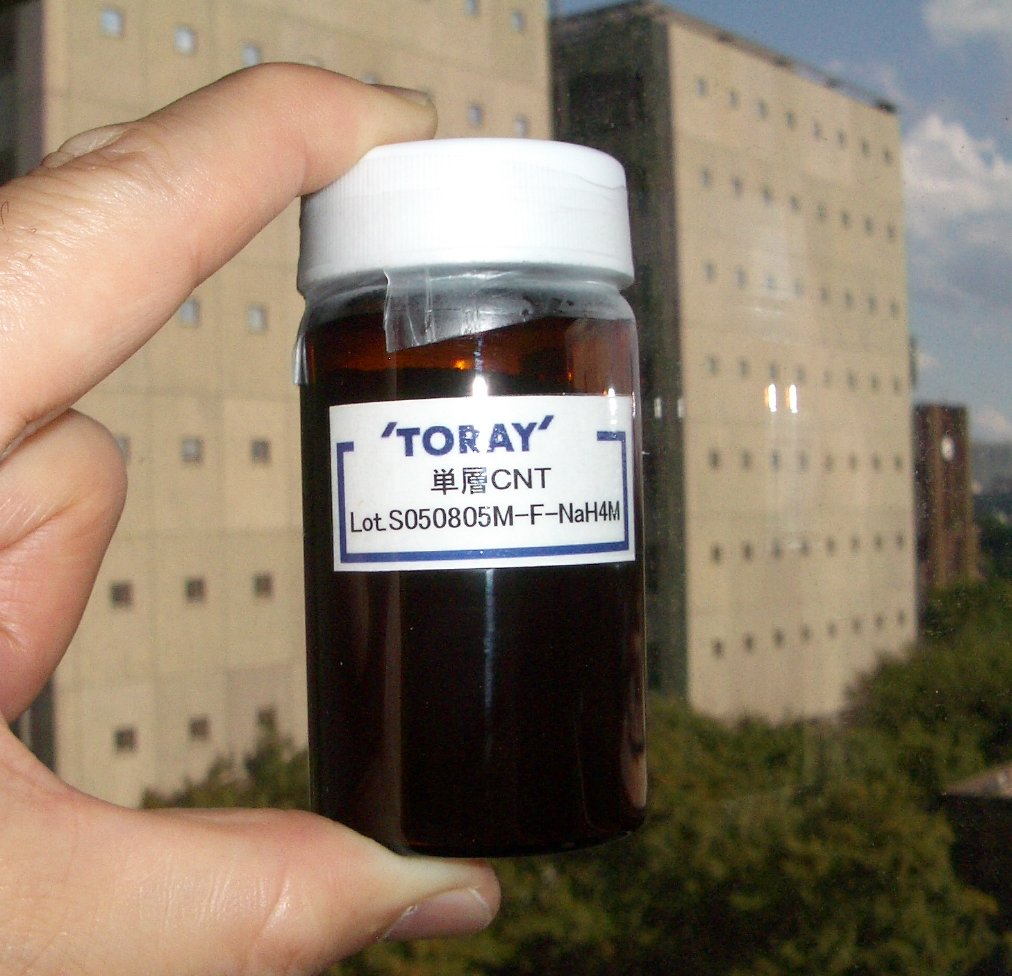 'TORAY'
単層CNT
Lot.S050805M-F-NaH4M